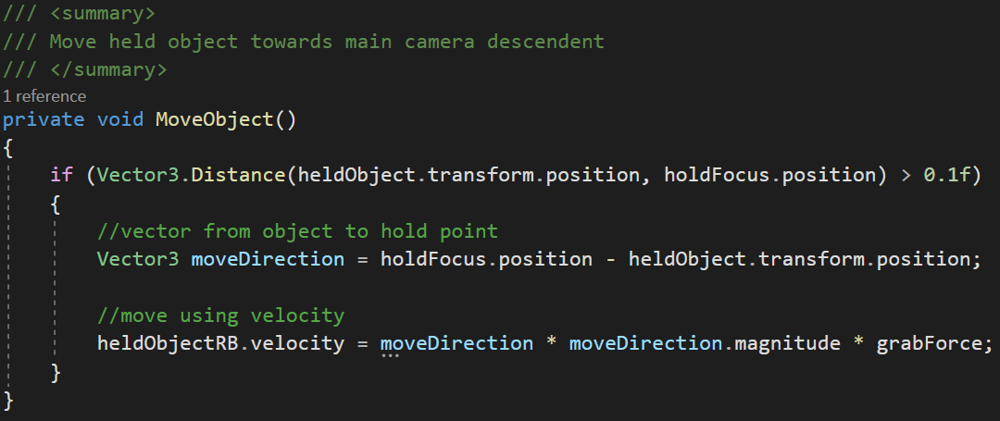 /// <summary>
/// Move held object towards main camera descendent
/// </summary>
1 reference
private void MoveObject()
{
if (Vector3.Distance(heldObject.transform.position, holdFocus.position) > 0.1f)
{
//vector from object to hold point
Vector3 moveDirection = holdFocus.position - heldObject.transform.position;
//move using velocity
heldObjectRB.velocity = moveDirection * moveDirection.magnitude * grabForce;
}
}